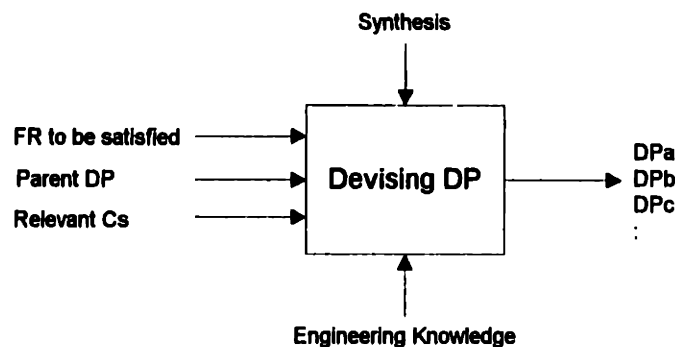 Synthesis
FR to be satisfied
Parent DP
Relevant Cs
Devising DP
DPa
DPb
DPc
:
Engineering Knowledge